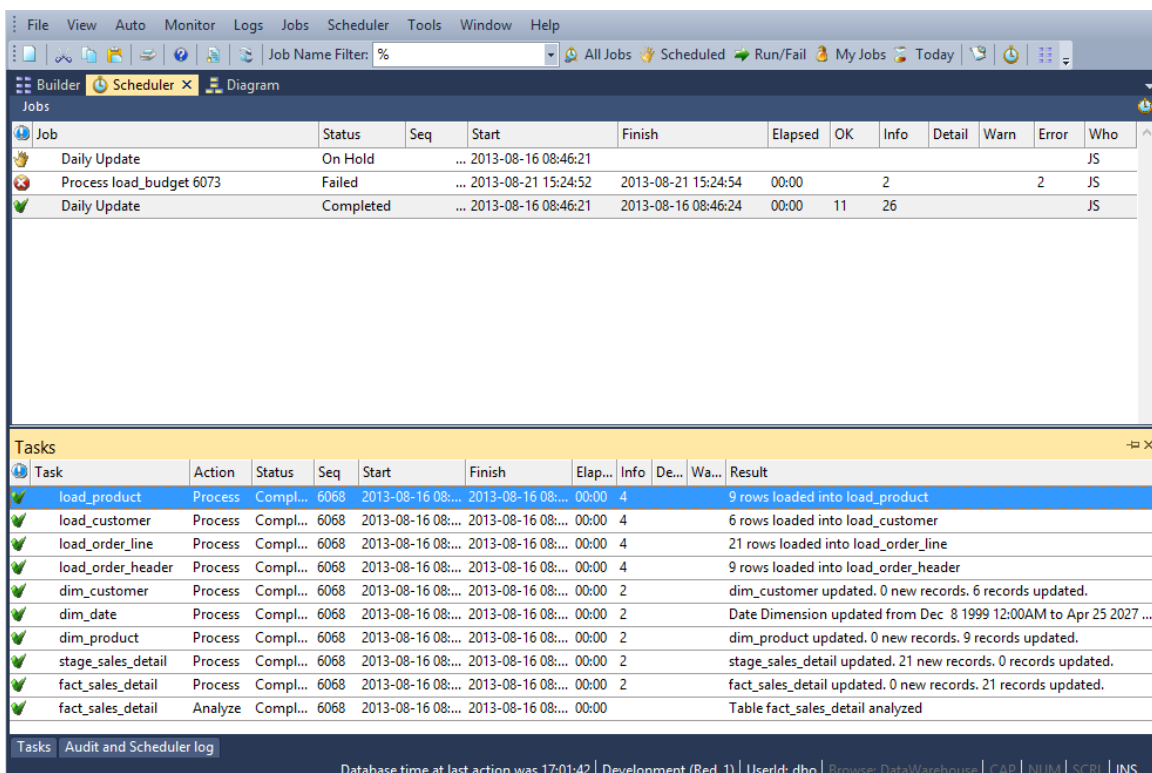 File View Auto Monitor Logs Jobs Scheduler Tools Window Help
Job Name Filter: % All Jobs Scheduled Run/Fail My Jobs Today
Builder Scheduler Diagram
Jobs
Job Status Seq Start Finish Elapsed OK Info Detail Warn Error Who
Daily Update On Hold ... 2013-08-16 08:46:21 JS
Process load_budget 6073 Failed ... 2013-08-21 15:24:52 2013-08-21 15:24:54 00:00 2 2 JS
Daily Update Completed ... 2013-08-16 08:46:21 2013-08-16 08:46:24 00:00 11 26 JS
Tasks
Task Action Status Seq Start Finish Elap... Info De... Wa... Result
load_product Process Compl... 6068 2013-08-16 08:... 2013-08-16 08:... 00:00 4 9 rows loaded into load_product
load_customer Process Compl... 6068 2013-08-16 08:... 2013-08-16 08:... 00:00 4 6 rows loaded into load_customer
load_order_line Process Compl... 6068 2013-08-16 08:... 2013-08-16 08:... 00:00 4 21 rows loaded into load_order_line
load_order_header Process Compl... 6068 2013-08-16 08:... 2013-08-16 08:... 00:00 4 9 rows loaded into load_order_header
dim_customer Process Compl... 6068 2013-08-16 08:... 2013-08-16 08:... 00:00 2 dim_customer updated. 0 new records. 6 records updated.
dim_date Process Compl... 6068 2013-08-16 08:... 2013-08-16 08:... 00:00 2 Date Dimension updated from Dec 8 1999 12:00AM to Apr 25 2027 ...
dim_product Process Compl... 6068 2013-08-16 08:... 2013-08-16 08:... 00:00 2 dim_product updated. 0 new records. 9 records updated.
stage_sales_detail Process Compl... 6068 2013-08-16 08:... 2013-08-16 08:... 00:00 2 stage_sales_detail updated. 21 new records. 0 records updated.
fact_sales_detail Process Compl... 6068 2013-08-16 08:... 2013-08-16 08:... 00:00 2 fact_sales_detail updated. 0 new records. 21 records updated.
fact_sales_detail Analyze Compl... 6068 2013-08-16 08:... 2013-08-16 08:... 00:00 Table fact_sales_detail analyzed
Tasks Audit and Scheduler log
Database time at last action was 17:01:42 Development (Red_1) UserId: dbo Browse: DataWarehouse CAP NUM SCRL INS